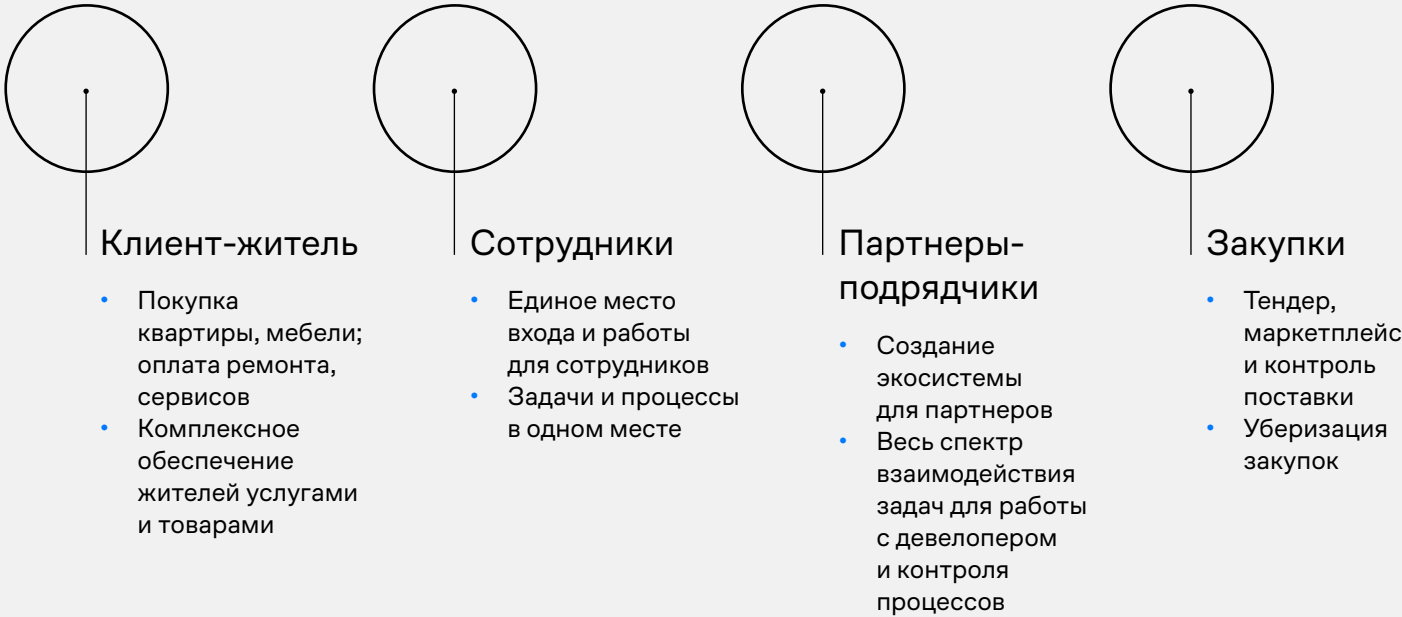 Клиент-житель
• Покупка
квартиры, мебели;
оплата ремонта,
сервисов
• Комплексное
обеспечение
жителей услугами
и товарами
Сотрудники
• Единое место
входа и работы
для сотрудников
• Задачи и процессы
в одном месте
Партнеры-
подрядчики
• Создание
экосистемы
для партнеров
• Весь спектр
взаимодействия
задач для работы
с девелопером
и контроля
процессов
Закупки
• Тендер,
маркетплейс
и контроль
поставки
• Уберизация
закупок